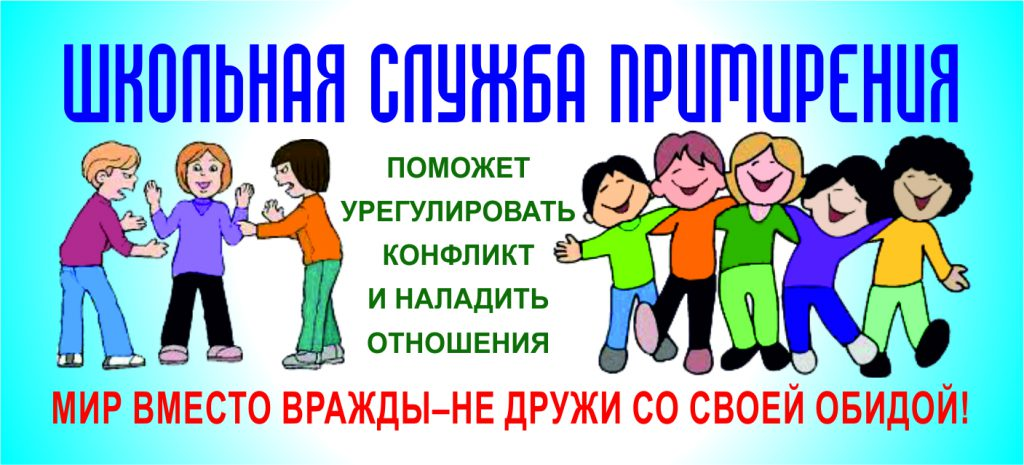 ШКОЛЬНАЯ СЛУЖБА ПРИМИРЕНИЯ
ПОМОЖЕТ
УРЕГУЛИРОВАТЬ
КОНФЛИКТ
И НАЛАДИТЬ
ОТНОШЕНИЯ
МИР ВМЕСТО ВРАЖДЫ–НЕ ДРУЖИ СО СВОЕЙ ОБИДОЙ!